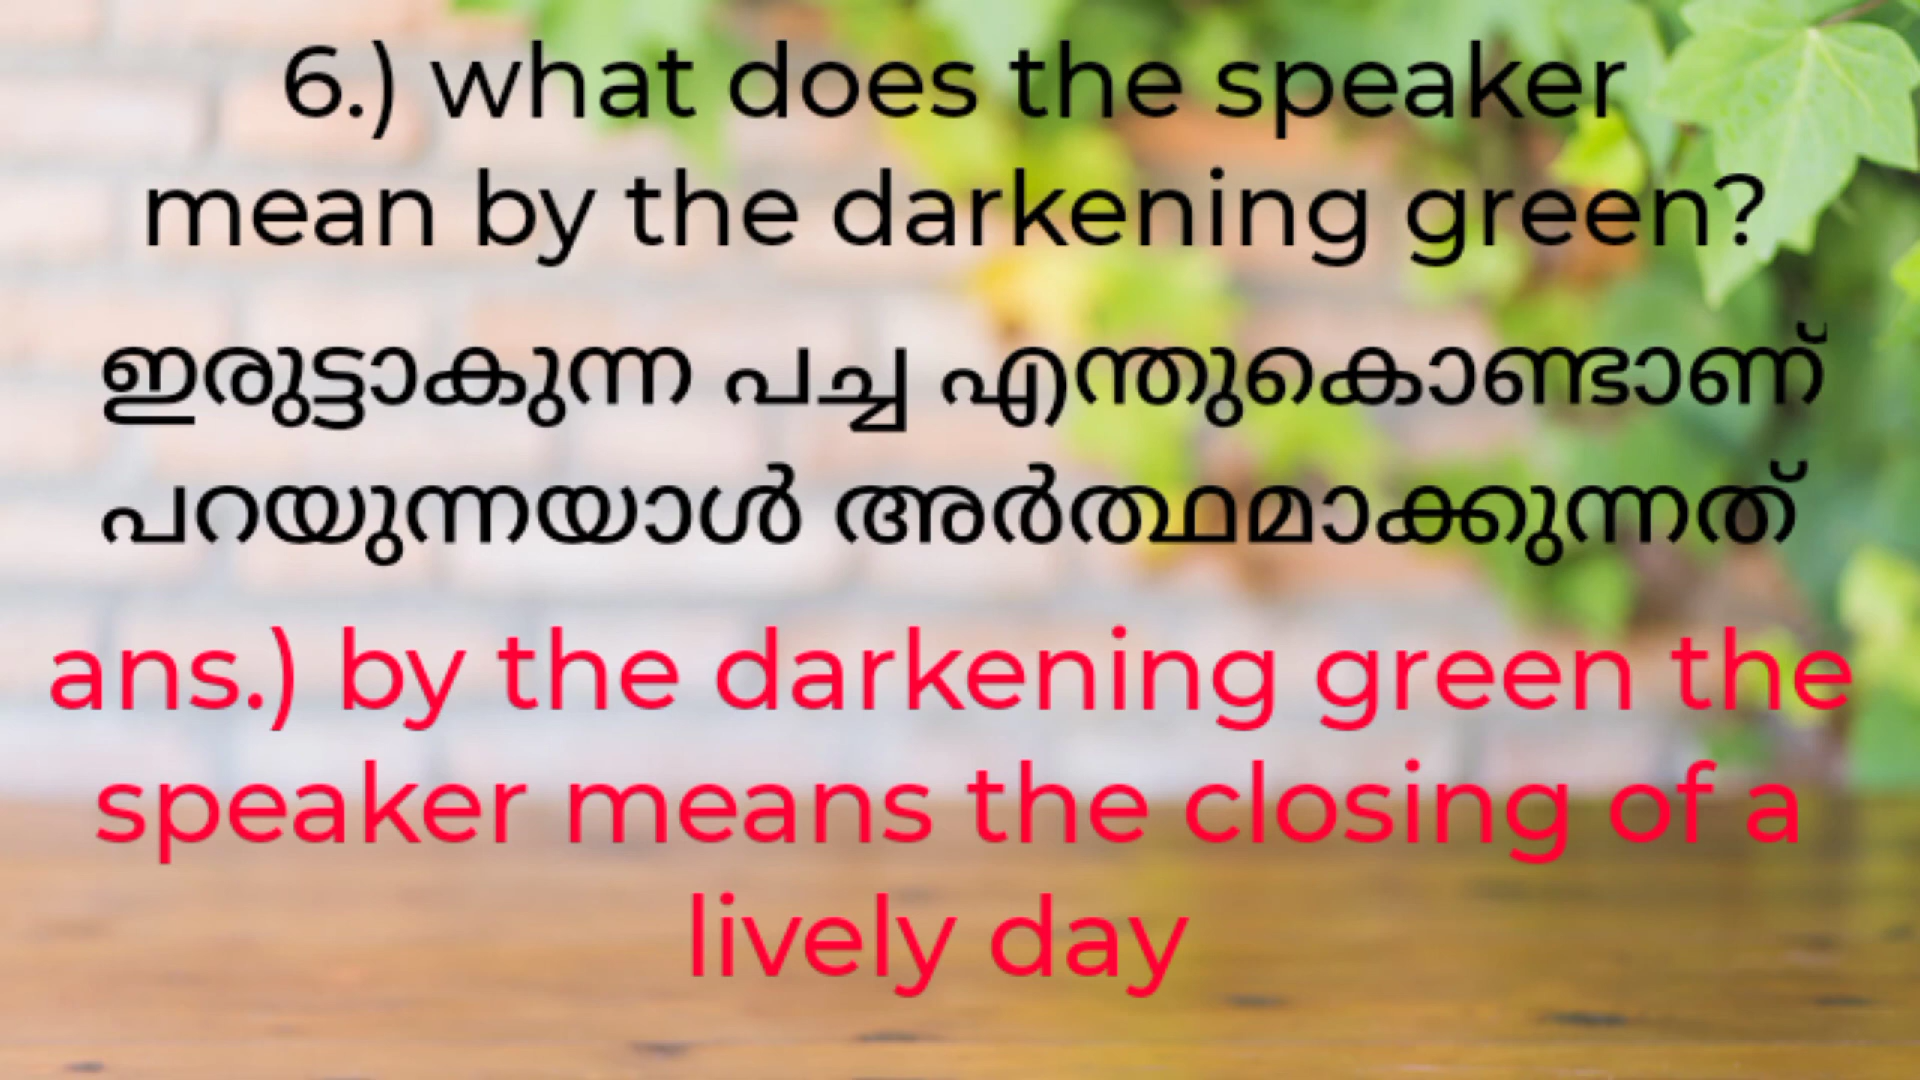 6.) what does the speaker
mean by the darkening green?
ഇരുട്ടാകുന്ന പച്ച എന്തുകൊണ്ടാണ്
പറയുന്നയാൾ അർത്ഥമാക്കുന്നത്
ans.) by the darkening green the
speaker means the closing of a
lively day